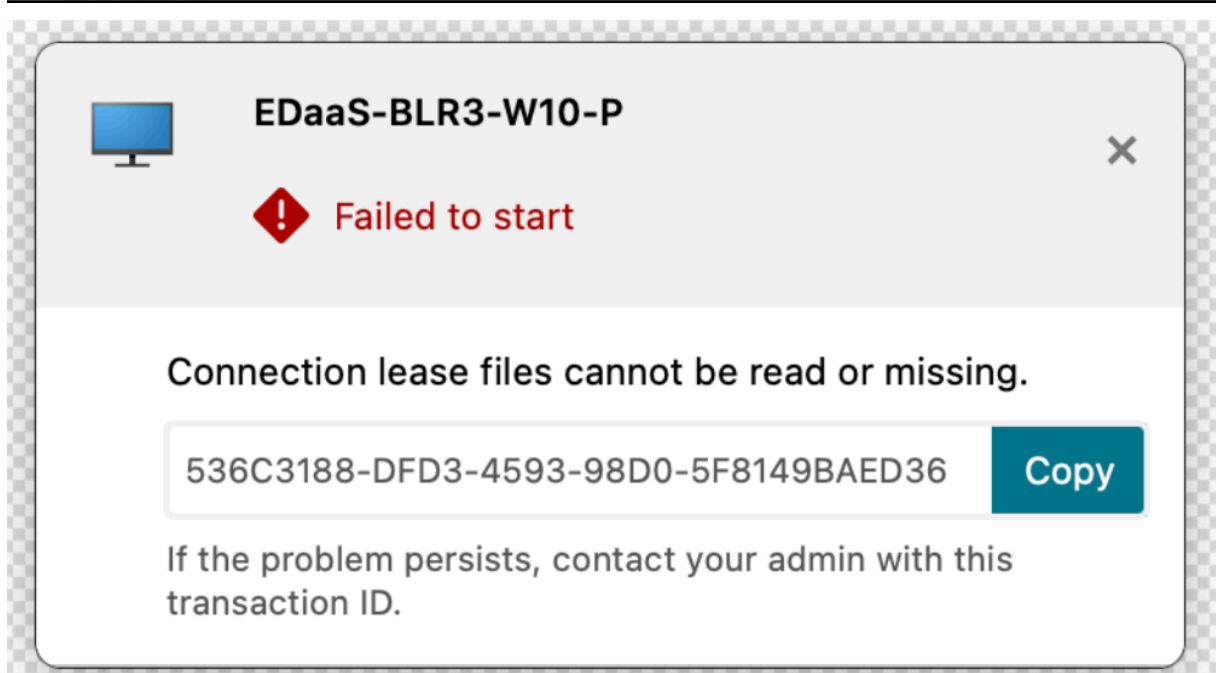 EDaaS-BLR3-W10-P
Failed to start
Connection lease files cannot be read or missing.
536C3188-DFD3-4593-98D0-5F8149BAED36
Copy
If the problem persists, contact your admin with this
transaction ID.